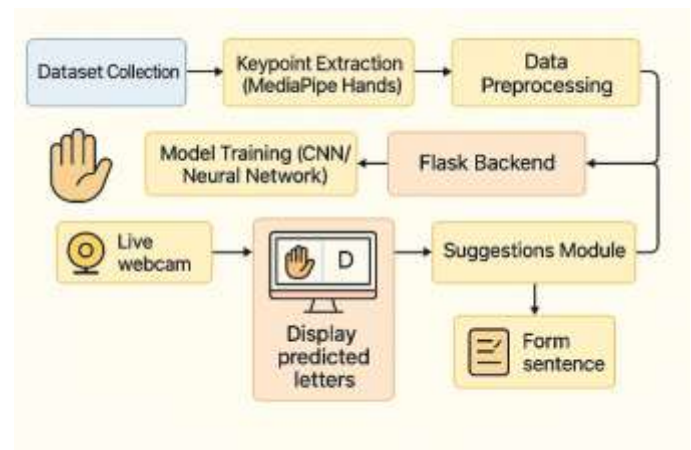 Dataset Collection
Keypoint Extraction
(MediaPipe Hands)
Data
Preprocessing
Model Training (CNN/
Neural Network)
Flask Backend
Live
webcam
D
Display
predicted
letters
Suggestions Module
Form
sentence